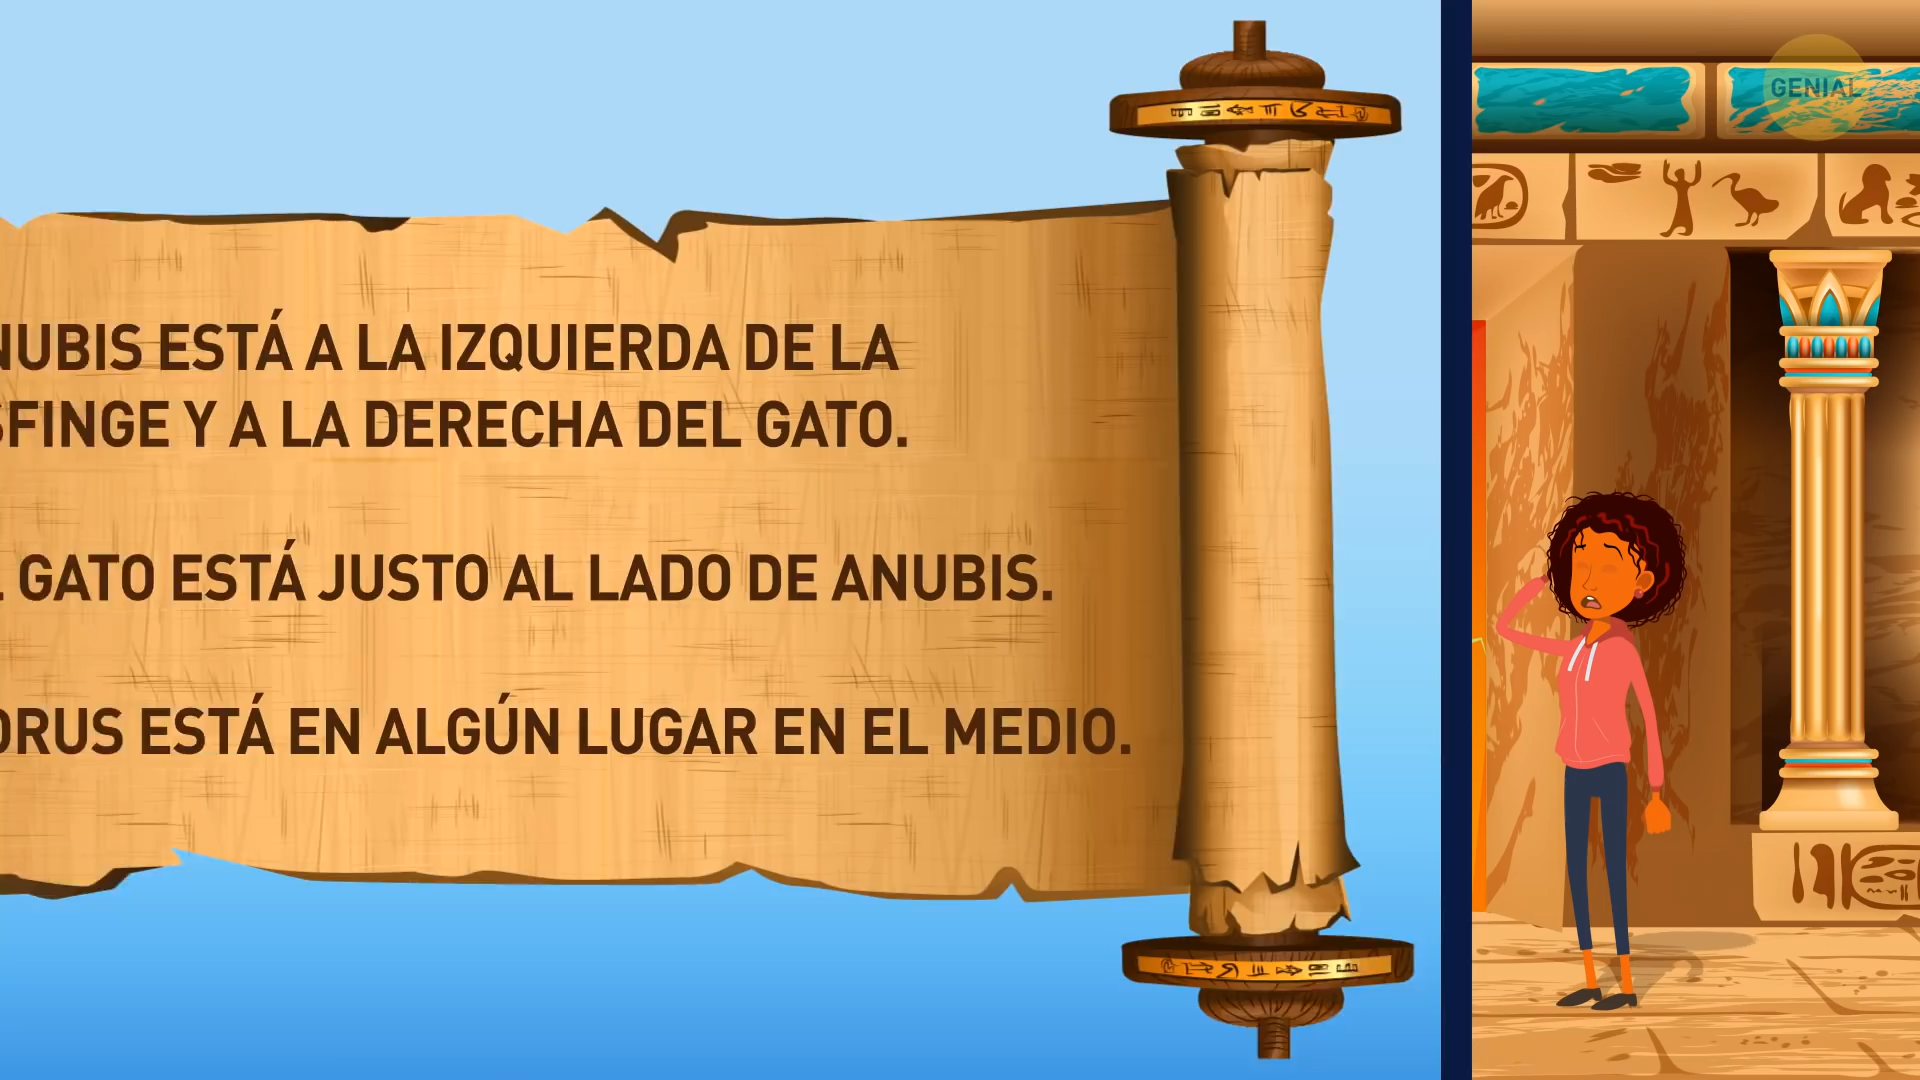 NUBIS ESTÁ A LA IZQUIERDA DE LA
SFINGE Y A LA DERECHA DEL GATO.
L GATO ESTÁ JUSTO AL LADO DE ANUBIS.
ORUS ESTÁ EN ALGÚN LUGAR EN EL MEDIO.
GENIAL